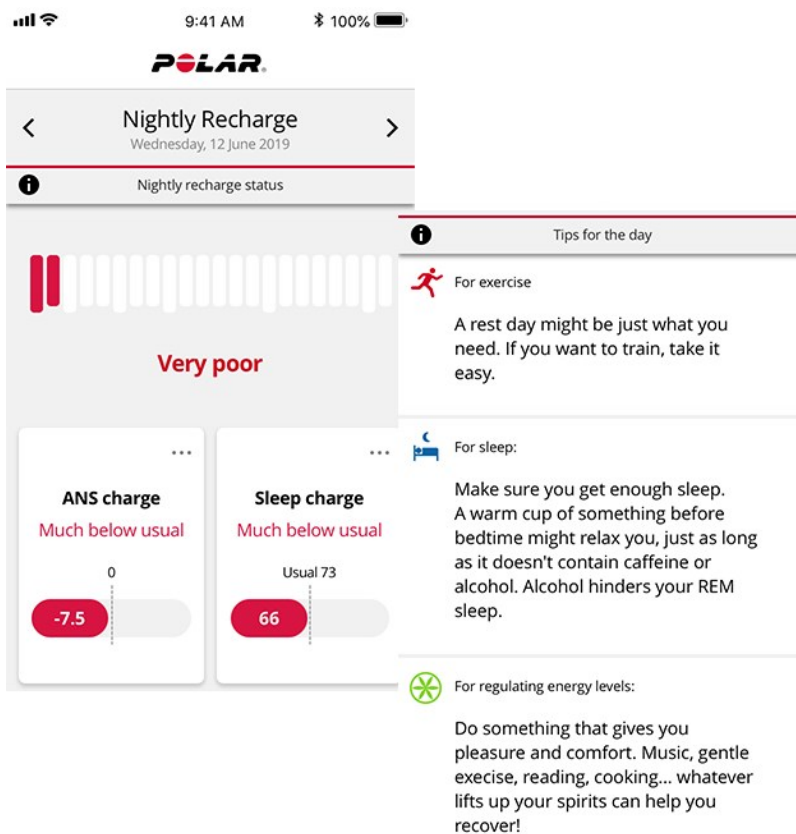 9:41 AM
100%
POLAR
Nightly Recharge
Wednesday, 12 June 2019
Nightly recharge status
Very poor
ANS charge
Much below usual
0
-7.5
Sleep charge
Much below usual
Usual 73
66
Tips for the day
For exercise
A rest day might be just what you
need. If you want to train, take it
easy.
For sleep:
Make sure you get enough sleep.
A warm cup of something before
bedtime might relax you, just as long
as it doesn't contain caffeine or
alcohol. Alcohol hinders your REM
sleep.
For regulating energy levels:
Do something that gives you
pleasure and comfort. Music, gentle
execise, reading, cooking... whatever
lifts up your spirits can help you
recover!